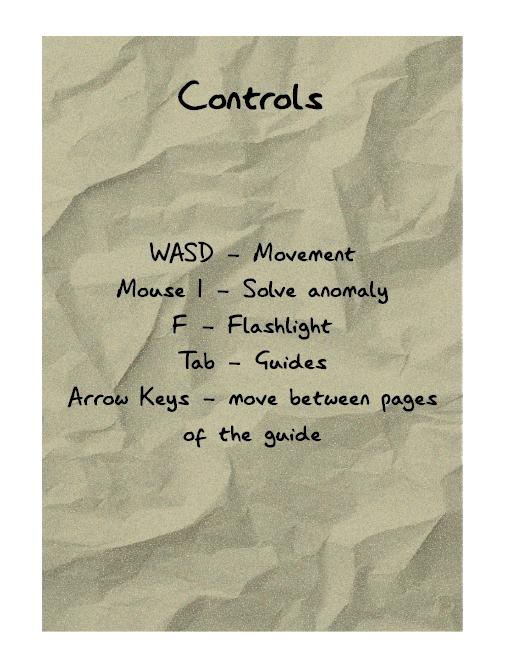 Controls
WASD - Movement
Mouse 1 - Solve anomaly
F - Flashlight
Tab - Guides
Arrow Keys - move between pages
of the guide